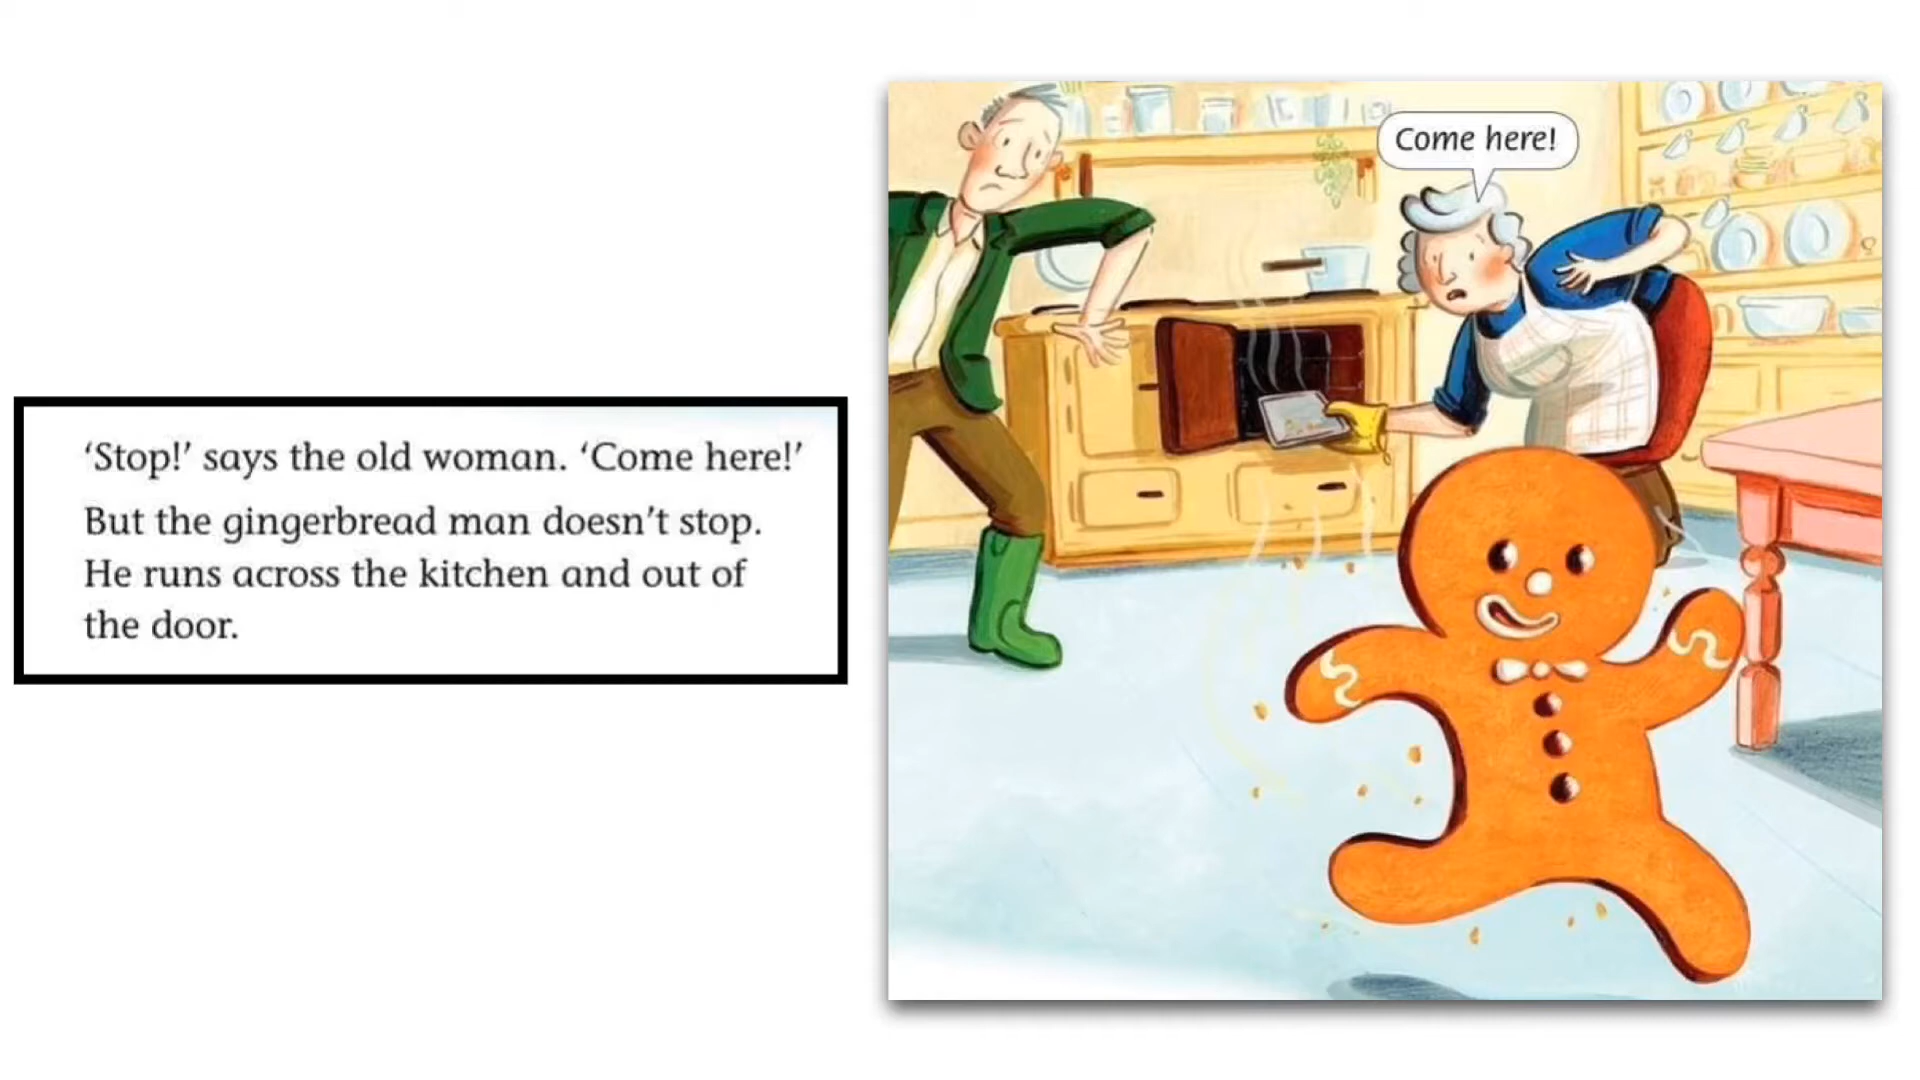 ‘Stop!’ says the old woman. ‘Come here!’
But the gingerbread man doesn’t stop.
He runs across the kitchen and out of
the door.
Come here!